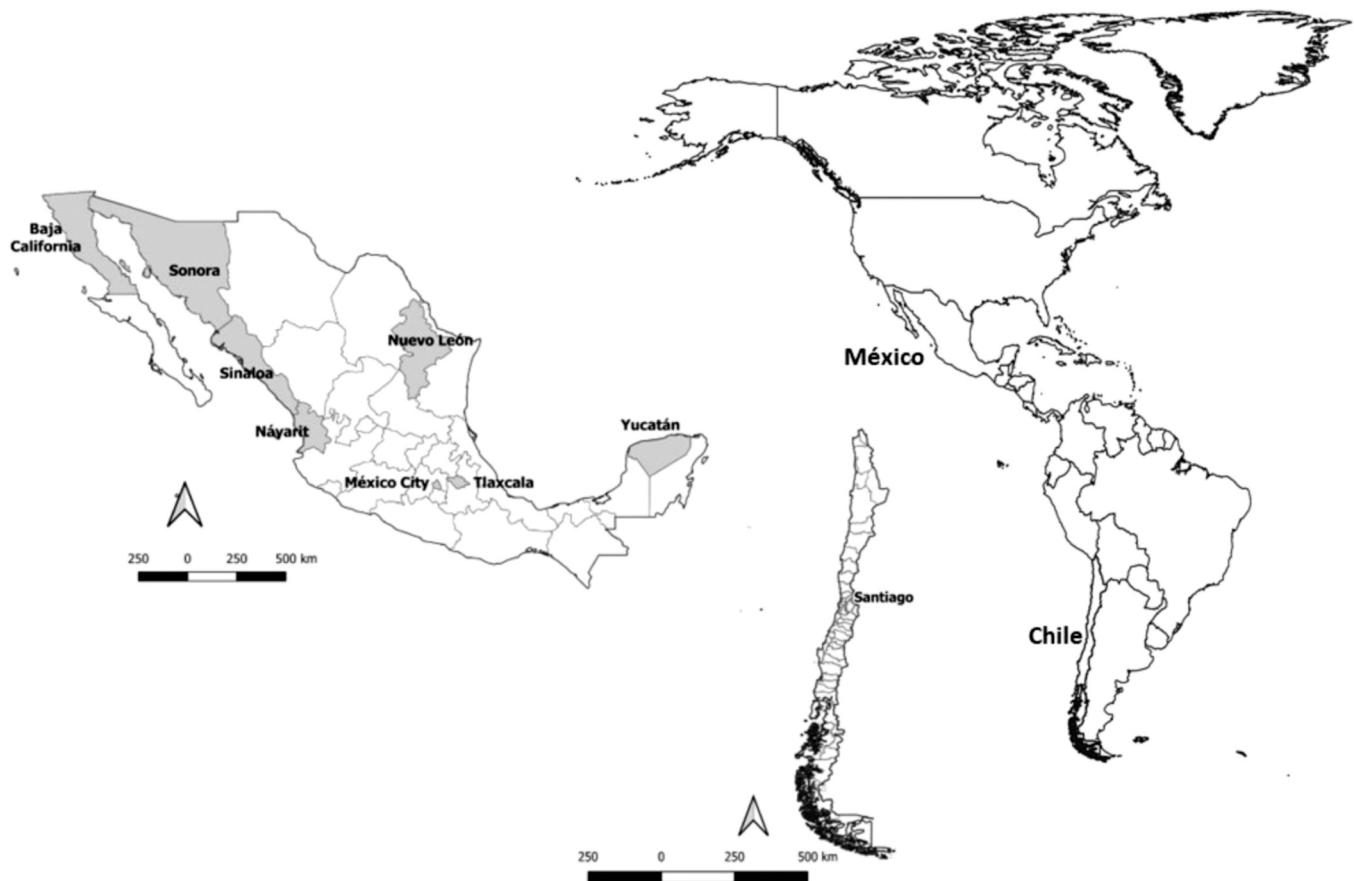 Baja
California
Sonora
Nuevo León
Sinaloa
Náyarit
Yucatán
México City
Tlaxcala
250 0 250 500 km
México
Santiago
Chile
250 0 250 500 km